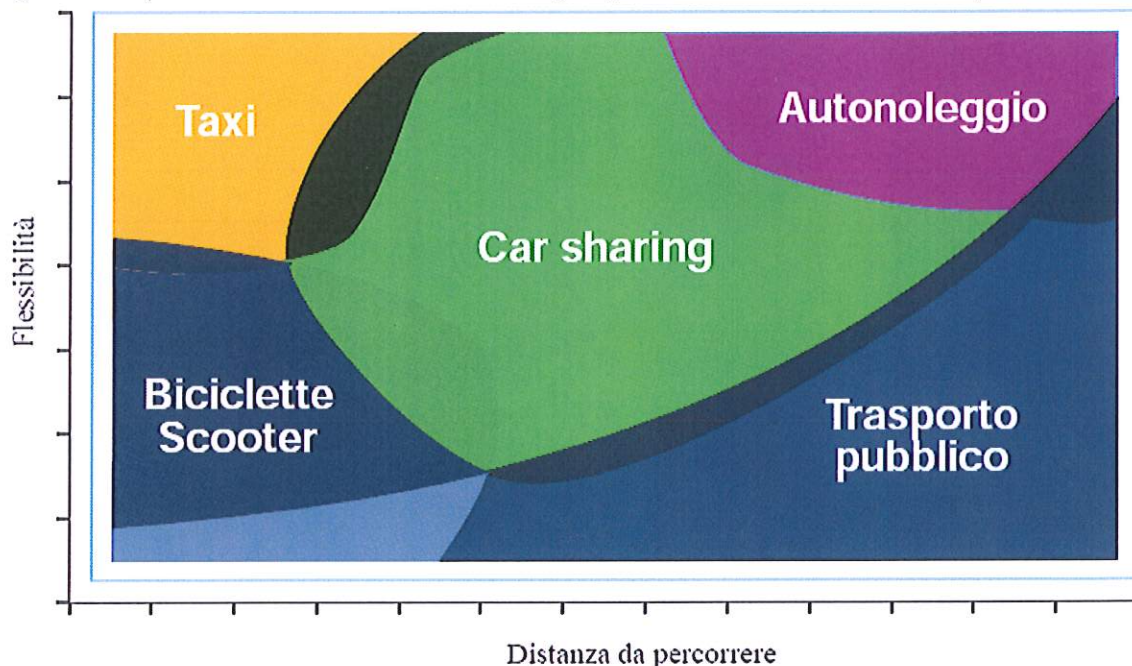 Taxi
Autonoleggio
Car sharing
Flessibilità
Biciclette
Scooter
Trasporto
pubblico
Distanza da percorrere